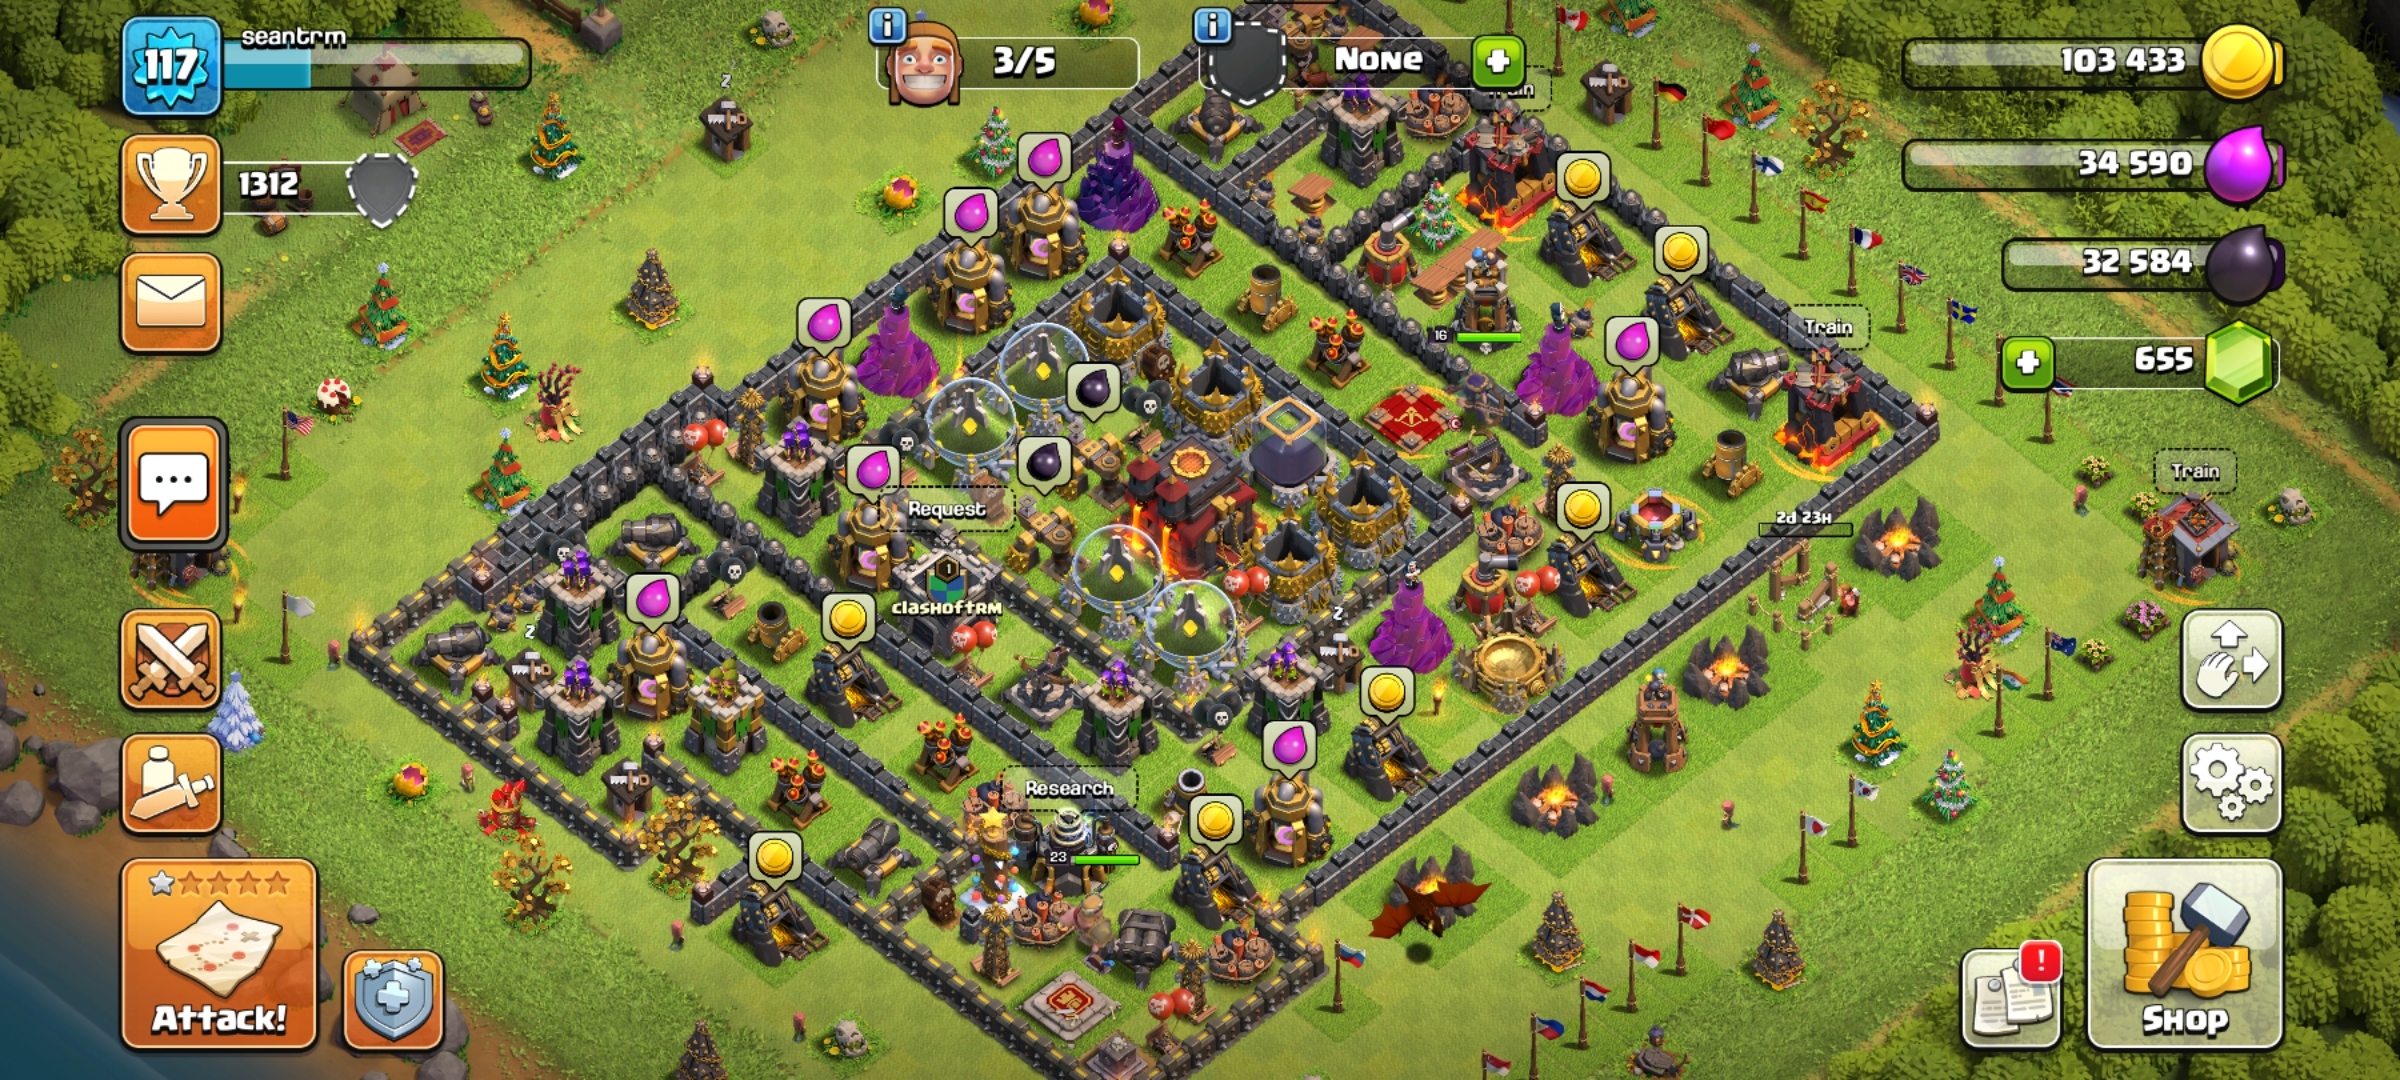 117
seantrm
i
3/5
i
None
103 433
1312
34 590
32 584
655
16
Train
Train
Request
2d 23H
1
clashoftRM
z
z
z
Research
23
Attack!
!
Shop